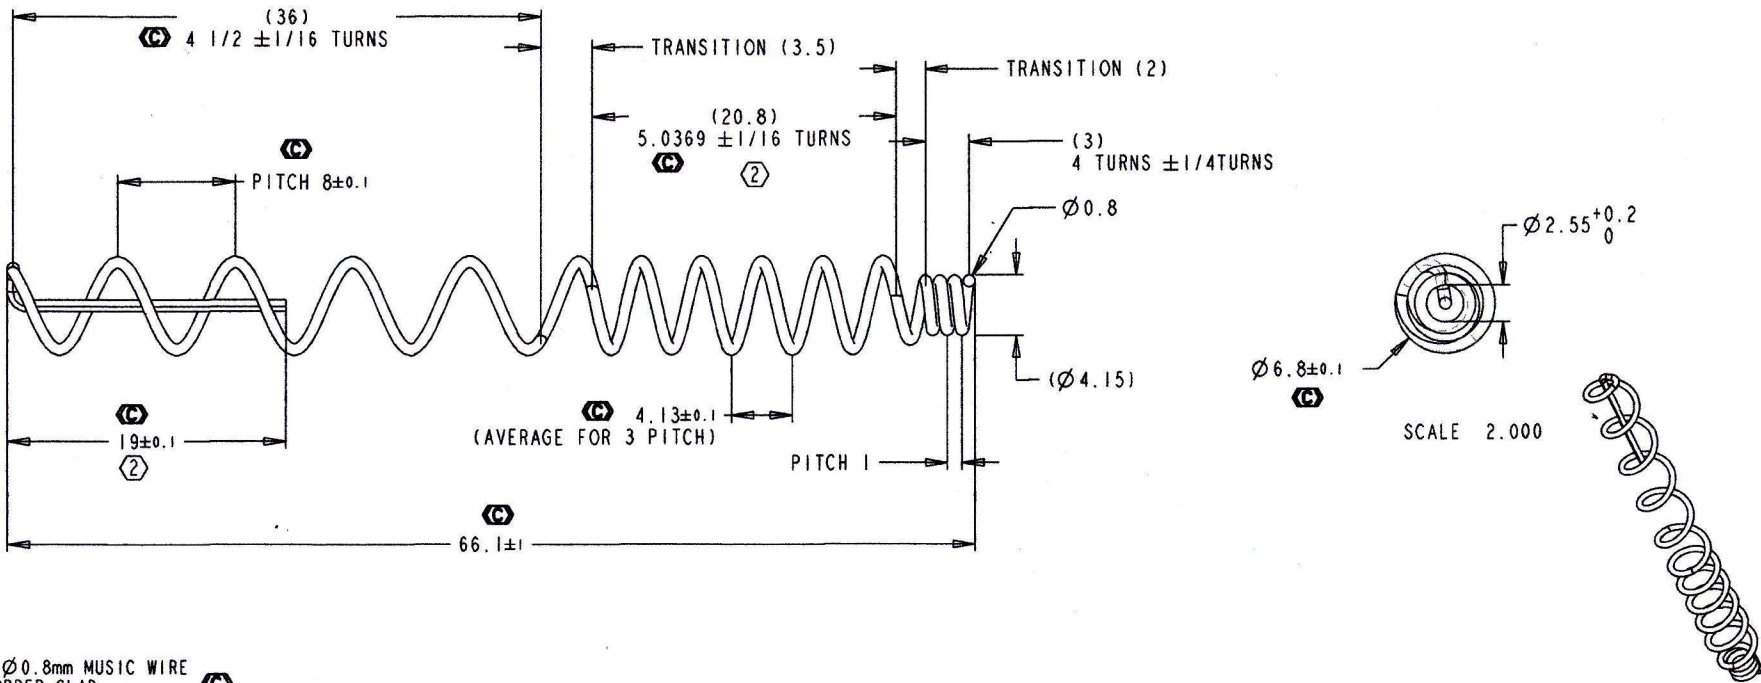 (36)
C 4 1/2 ±1/16 TURNS
TRANSITION (3.5)
TRANSITION (2)
(20.8)
5.0369 ±1/16 TURNS
C
2
(3)
4 TURNS ±1/4TURNS
C
PITCH 8±0.1
Ø0.8
Ø2.55+0.2
0
(Ø4.15)
Ø6.8±0.1
C
C
19±0.1
2
C 4.13±0.1
(AVERAGE FOR 3 PITCH)
SCALE 2.000
PITCH 1
C
66.1±1
Ø0.8mm MUSIC WIRE